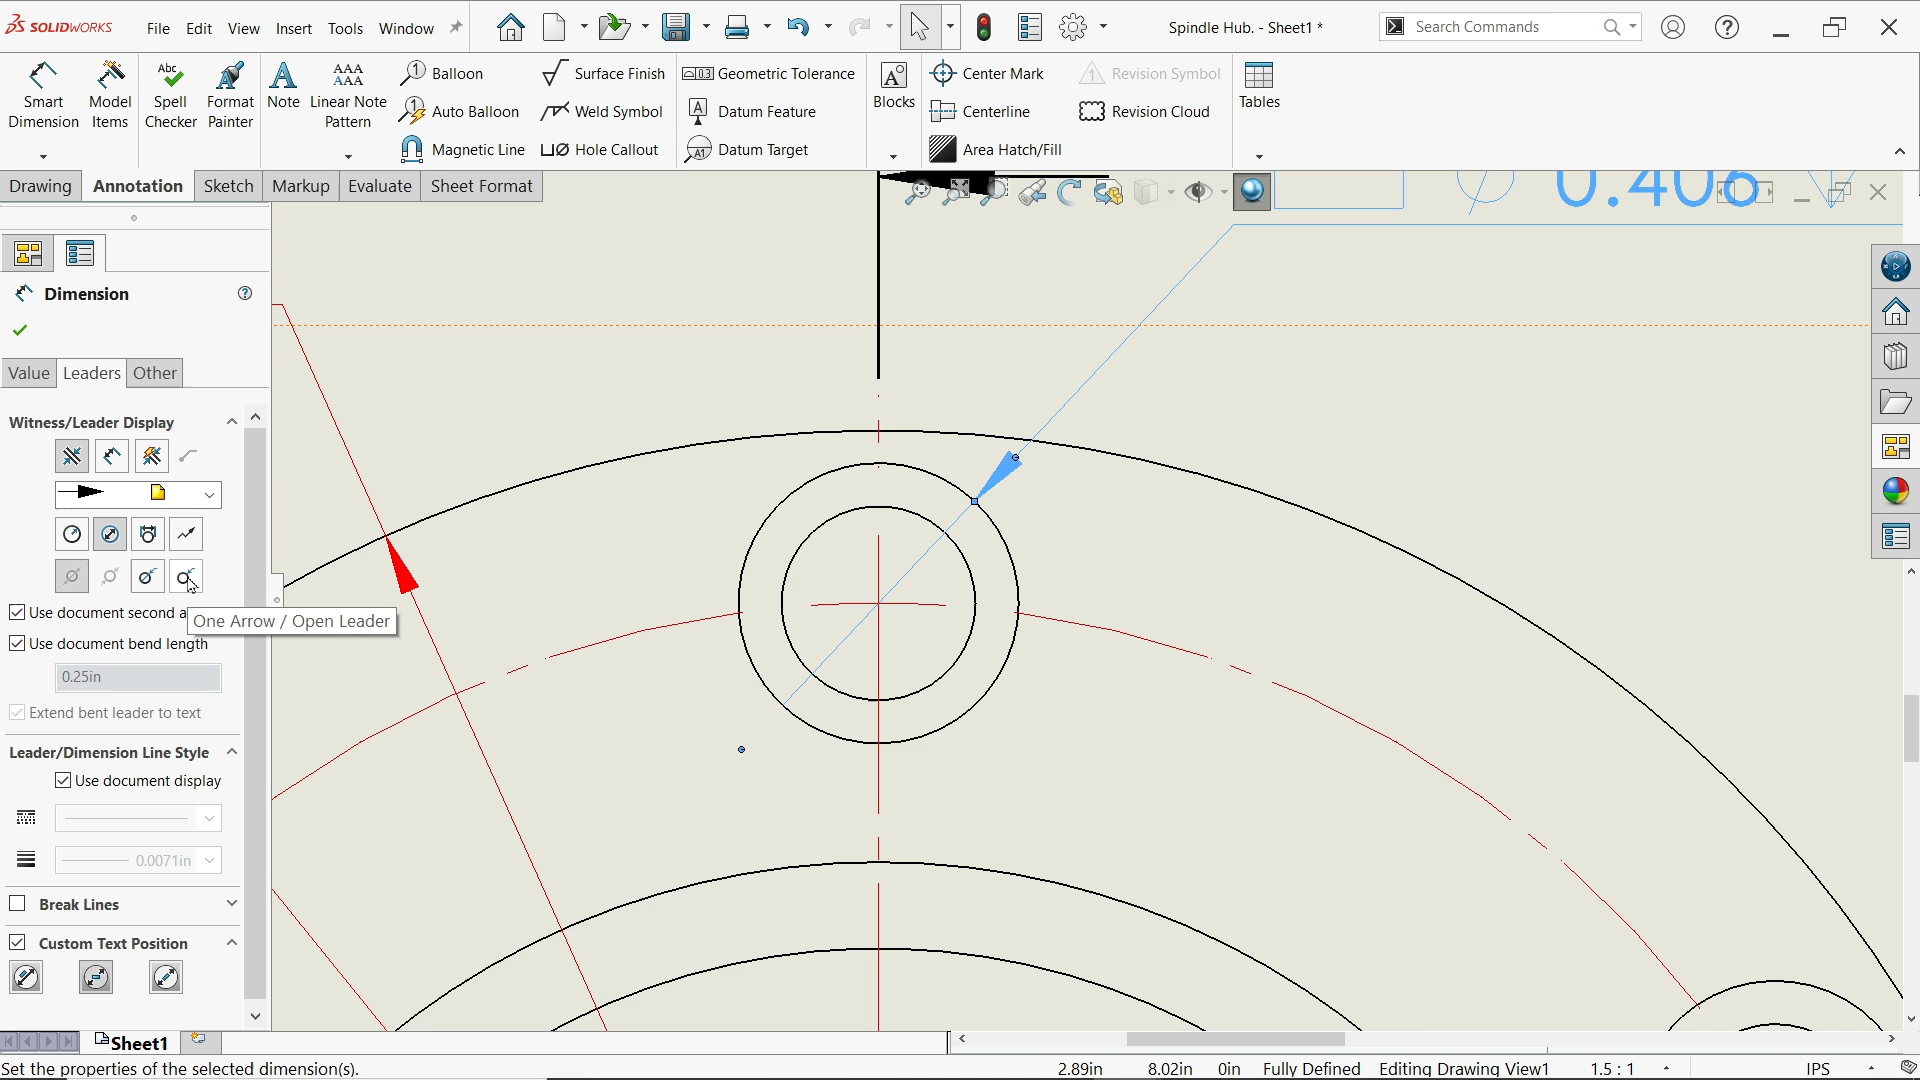 SOLIDWORKS File Edit View Insert Tools Window Spindle Hub. - Sheet1 * Search Commands
Smart Dimension
Model Items
Spell Checker
Format Painter
Note
Linear Note Pattern
Balloon
Auto Balloon
Magnetic Line
Surface Finish
Weld Symbol
Hole Callout
Geometric Tolerance
Datum Feature
Datum Target
Blocks
Center Mark
Centerline
Area Hatch/Fill
Revision Symbol
Revision Cloud
Tables
Drawing Annotation Sketch Markup Evaluate Sheet Format
0.406
Dimension
Value Leaders Other
Witness/Leader Display
Use document second a
One Arrow / Open Leader
Use document bend length
0.25in
Extend bent leader to text
Leader/Dimension Line Style
Use document display
0.0071in
Break Lines
Custom Text Position
Sheet1
Set the properties of the selected dimension(s). 2.89in 8.02in 0in Fully Defined Editing Drawing View1 1.5 : 1 IPS